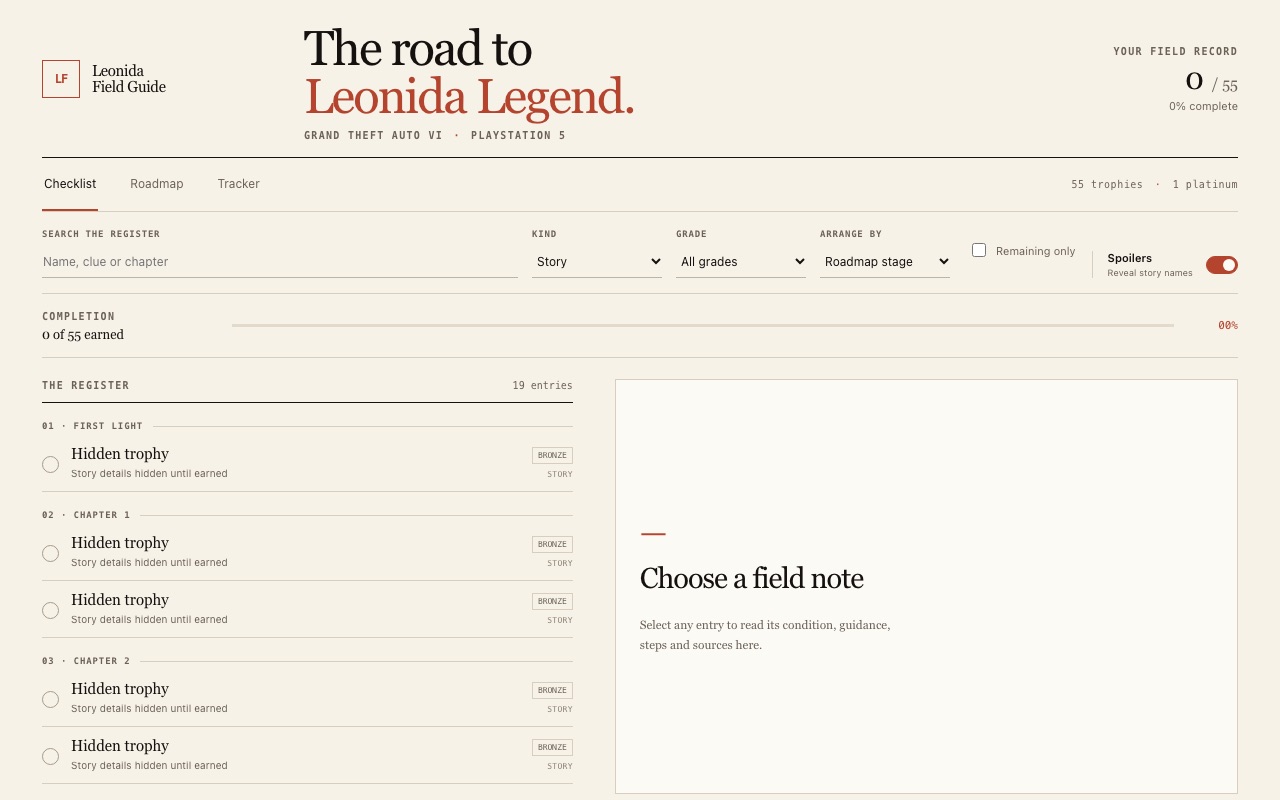 LF
Leonida
Field Guide
The road to
Leonida Legend.
GRAND THEFT AUTO VI · PLAYSTATION 5
YOUR FIELD RECORD
0 / 55
0% complete
Checklist
Roadmap
Tracker
55 trophies · 1 platinum
SEARCH THE REGISTER
Name, clue or chapter
KIND
Story
GRADE
All grades
ARRANGE BY
Roadmap stage
Remaining only
Spoilers
Reveal story names
COMPLETION
0 of 55 earned
00%
THE REGISTER
19 entries
01 · FIRST LIGHT
Hidden trophy
Story details hidden until earned
BRONZE
STORY
02 · CHAPTER 1
Hidden trophy
Story details hidden until earned
BRONZE
STORY
Hidden trophy
Story details hidden until earned
BRONZE
STORY
03 · CHAPTER 2
Hidden trophy
Story details hidden until earned
BRONZE
STORY
Hidden trophy
Story details hidden until earned
BRONZE
STORY
Choose a field note
Select any entry to read its condition, guidance,
steps and sources here.